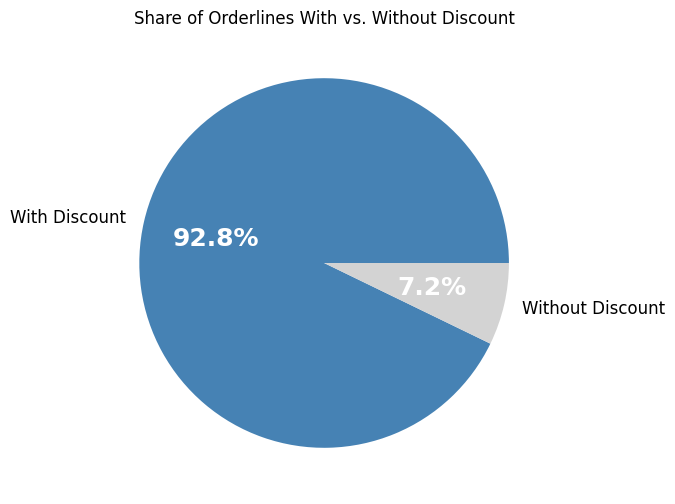 Share of Orderlines With vs. Without Discount
With Discount
92.8%
7.2%
Without Discount